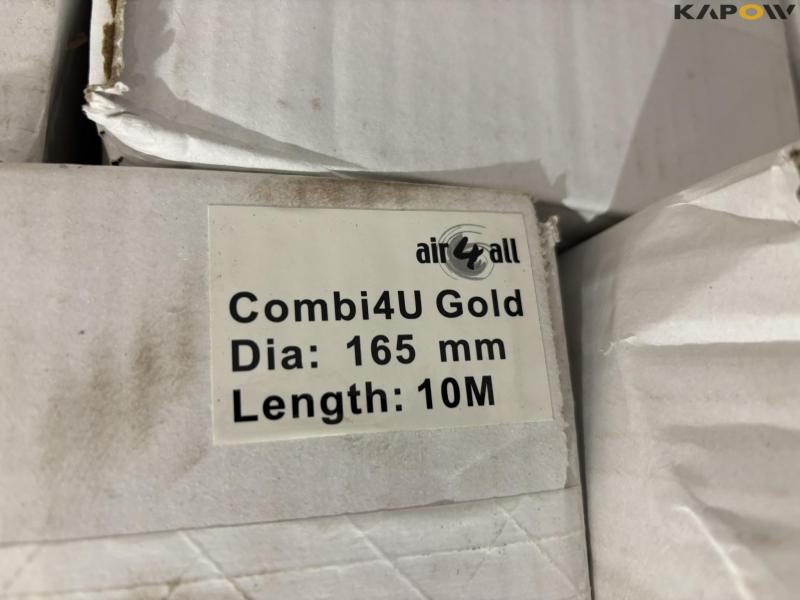 KAPOW
air4all
Combi4U Gold
Dia: 165 mm
Length: 10M